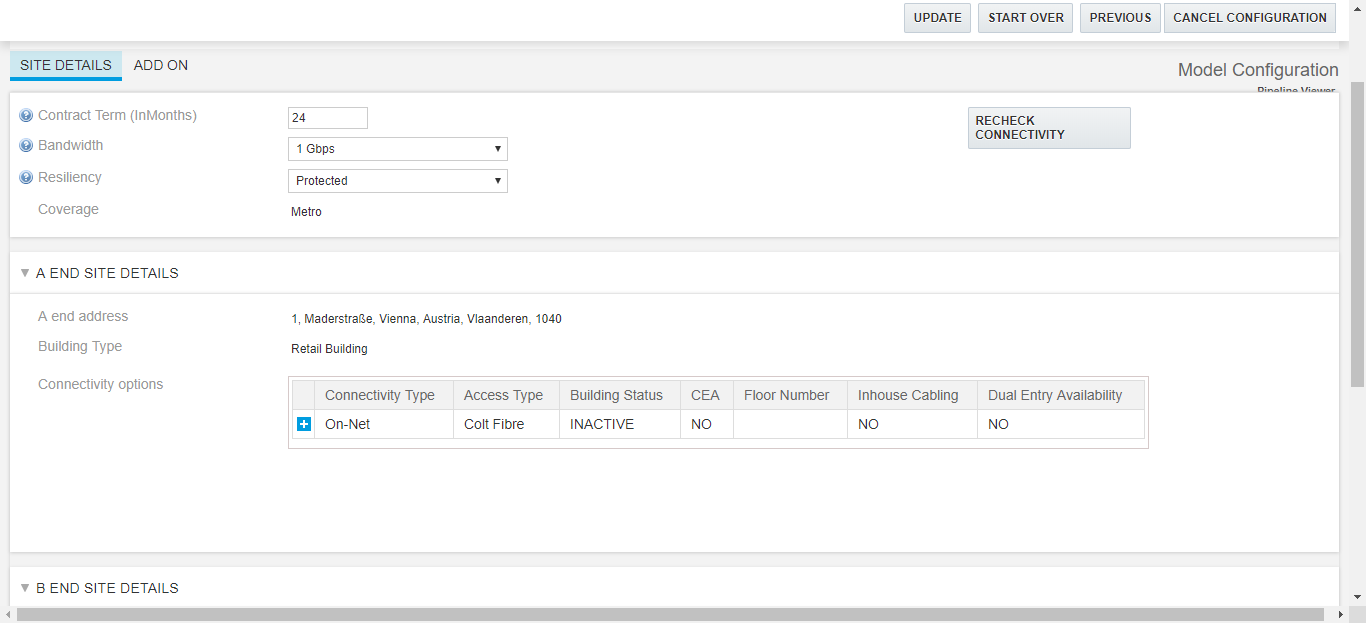 UPDATE START OVER PREVIOUS CANCEL CONFIGURATION
SITE DETAILS ADD ON
Model Configuration
Pipeline Viewer
Contract Term (InMonths) 24
RECHECK CONNECTIVITY
Bandwidth 1 Gbps
Resiliency Protected
Coverage Metro
A END SITE DETAILS
A end address 1, Maderstraße, Vienna, Austria, Vlaanderen, 1040
Building Type Retail Building
Connectivity options
Connectivity Type Access Type Building Status CEA Floor Number Inhouse Cabling Dual Entry Availability
On-Net Colt Fibre INACTIVE NO NO NO
B END SITE DETAILS